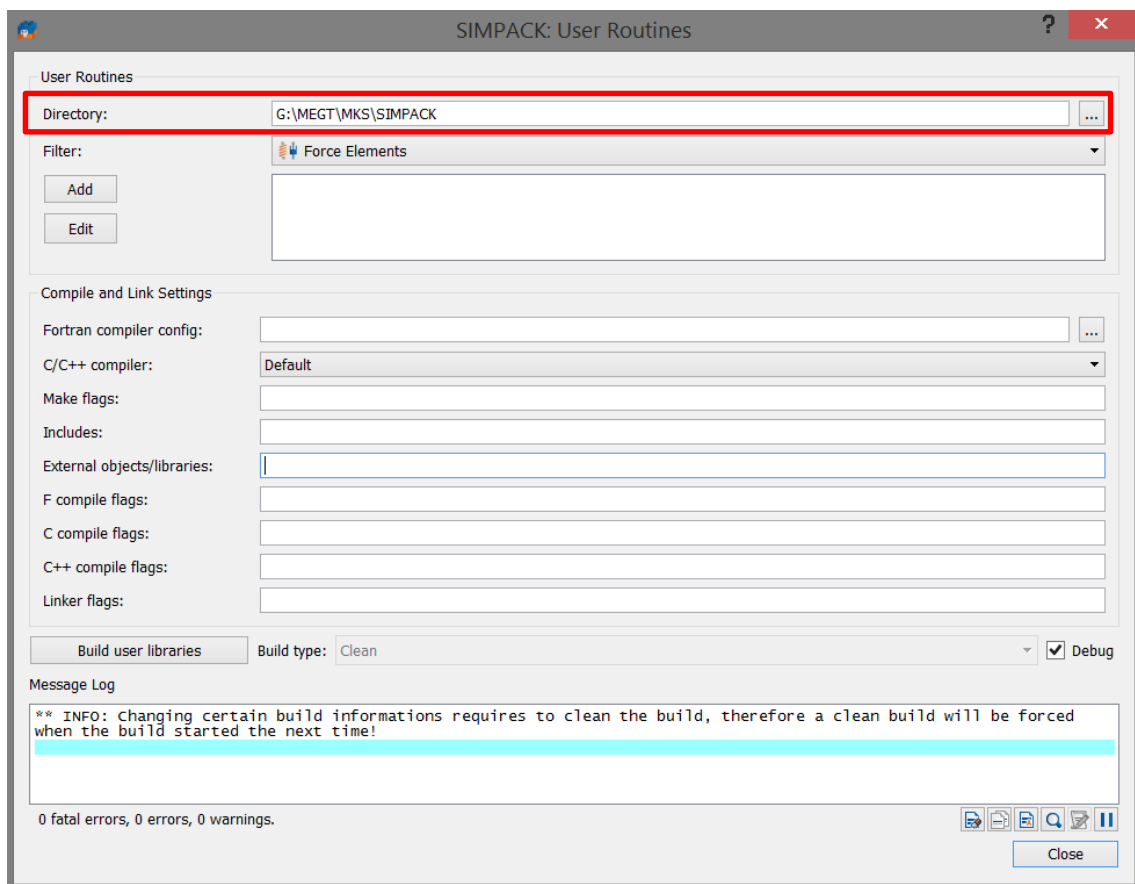 SIMPACK: User Routines
?
User Routines
Directory: G:\MEGT\MKS\SIMPACK ...
Filter: Force Elements
Add
Edit
Compile and Link Settings
Fortran compiler config: ...
C/C++ compiler: Default
Make flags:
Includes:
External objects/libraries:
F compile flags:
C compile flags:
C++ compile flags:
Linker flags:
Build user libraries Build type: Clean Debug
Message Log
** INFO: Changing certain build informations requires to clean the build, therefore a clean build will be forced
when the build started the next time!
0 fatal errors, 0 errors, 0 warnings.
Close